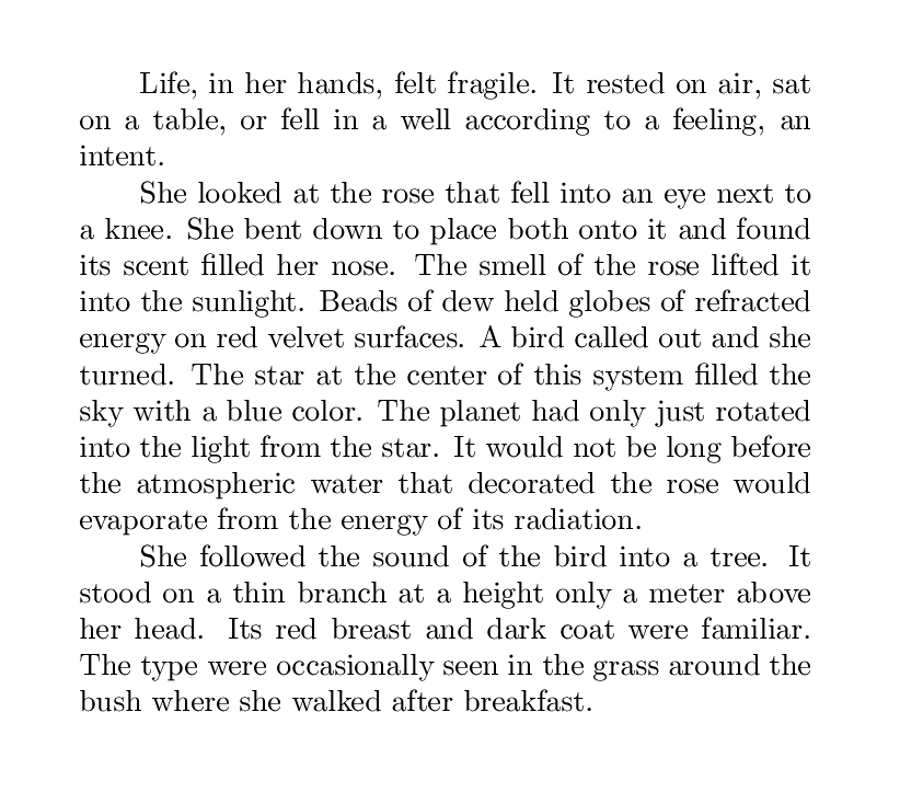 Life, in her hands, felt fragile. It rested on air, sat
on a table, or fell in a well according to a feeling, an
intent.
She looked at the rose that fell into an eye next to
a knee. She bent down to place both onto it and found
its scent filled her nose. The smell of the rose lifted it
into the sunlight. Beads of dew held globes of refracted
energy on red velvet surfaces. A bird called out and she
turned. The star at the center of this system filled the
sky with a blue color. The planet had only just rotated
into the light from the star. It would not be long before
the atmospheric water that decorated the rose would
evaporate from the energy of its radiation.
She followed the sound of the bird into a tree. It
stood on a thin branch at a height only a meter above
her head. Its red breast and dark coat were familiar.
The type were occasionally seen in the grass around the
bush where she walked after breakfast.